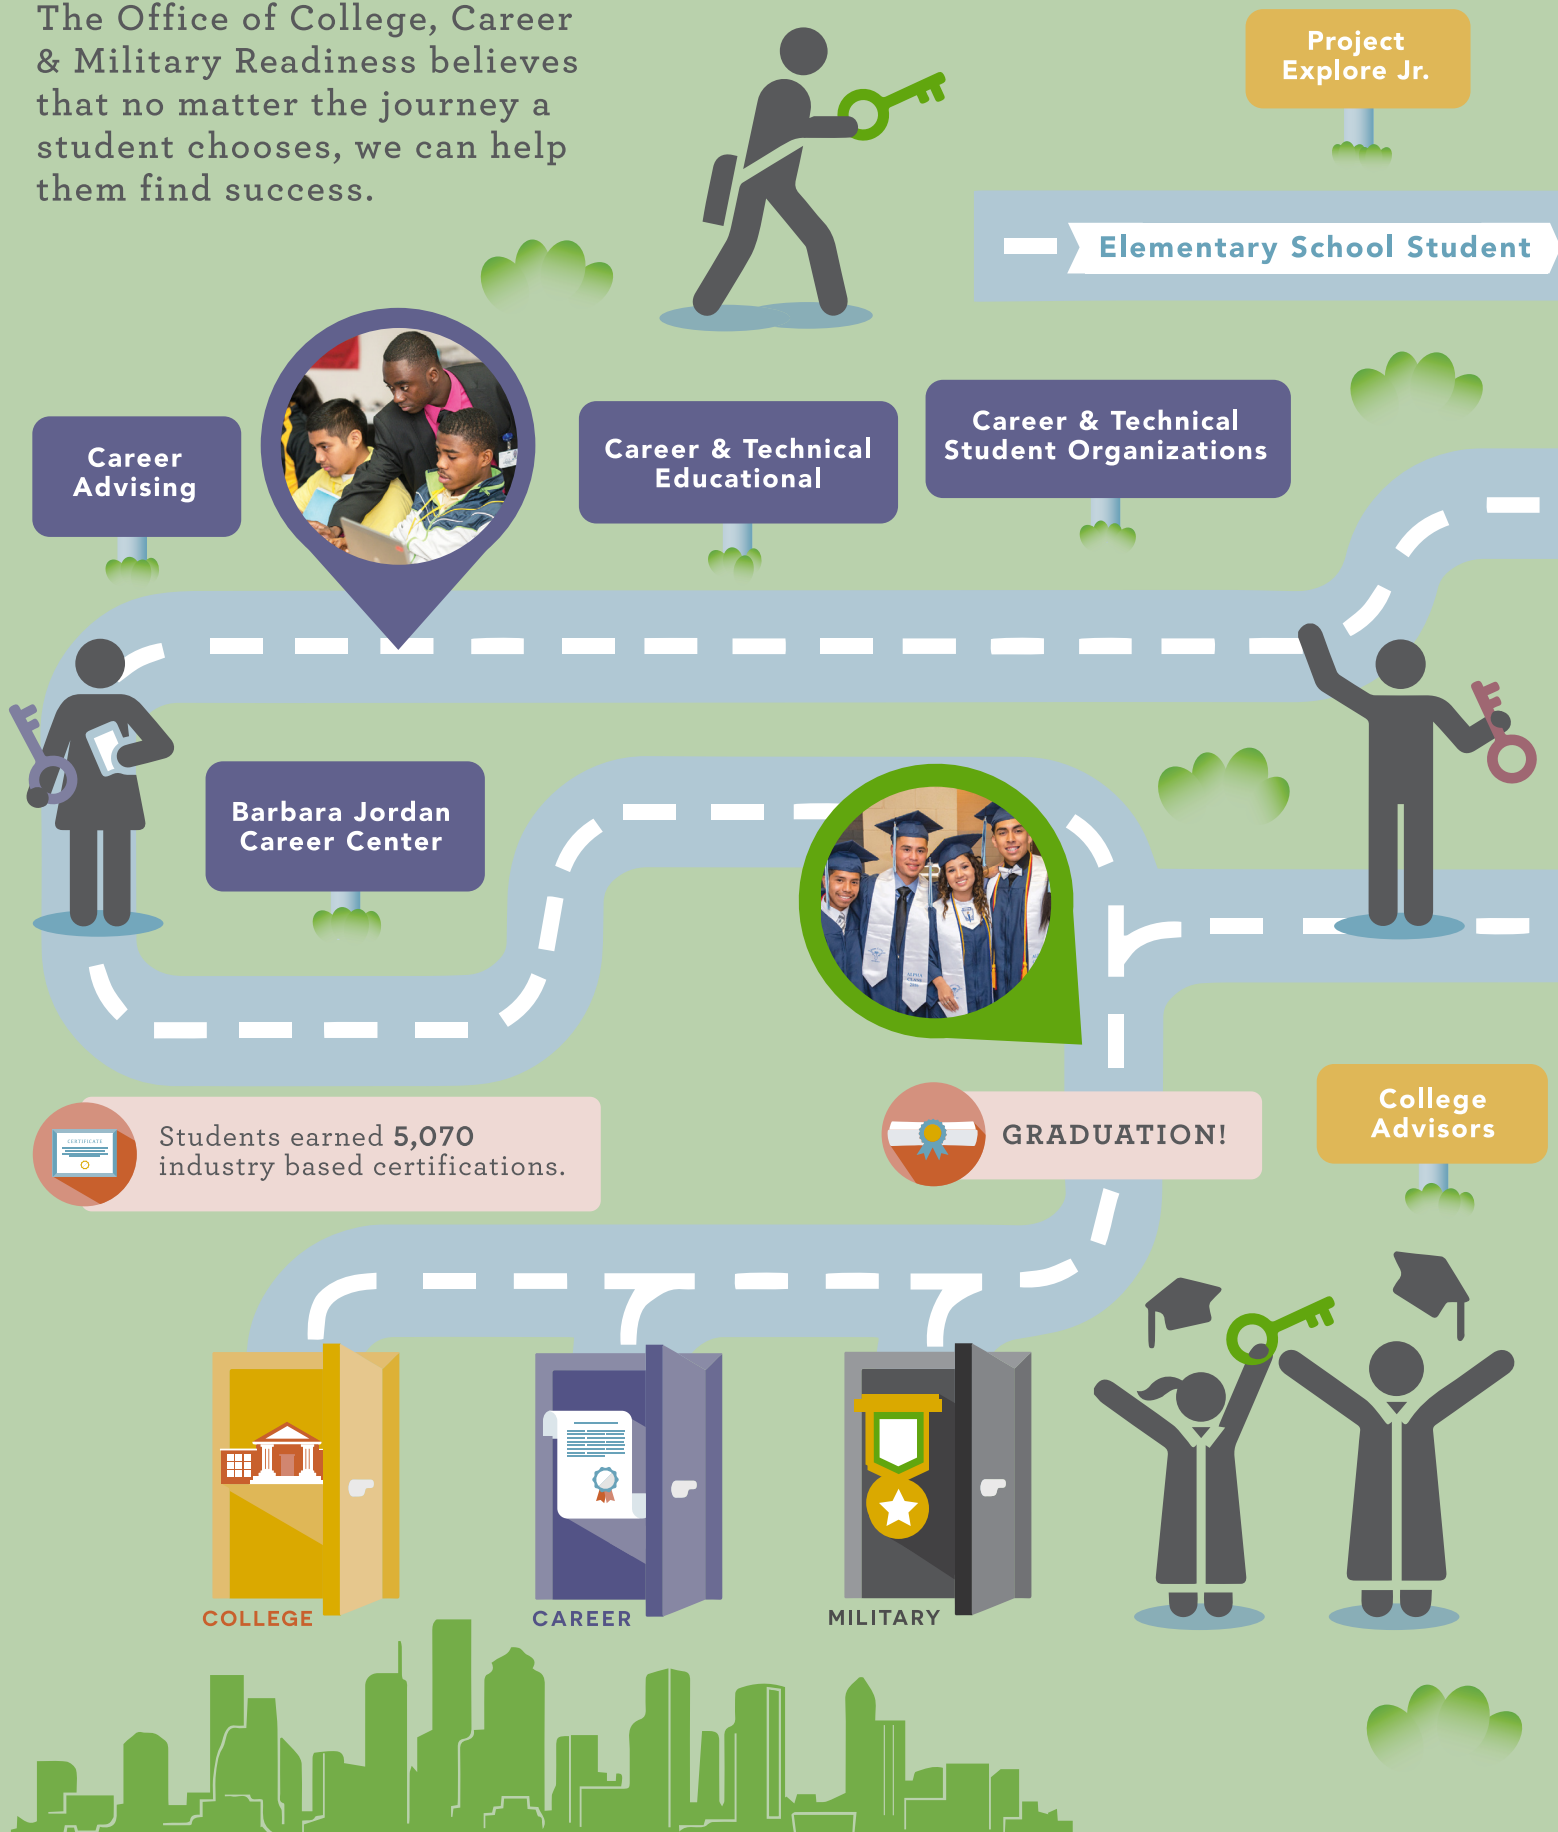 The Office of College, Career
& Military Readiness believes
that no matter the journey a
student chooses, we can help
them find success.
Project
Explore Jr.
Elementary School Student
Career
Advising
Career & Technical
Educational
Career & Technical
Student Organizations
Barbara Jordan
Career Center
CERTIFICATE
Students earned 5,070
industry based certifications.
GRADUATION!
College
Advisors
COLLEGE
CAREER
MILITARY